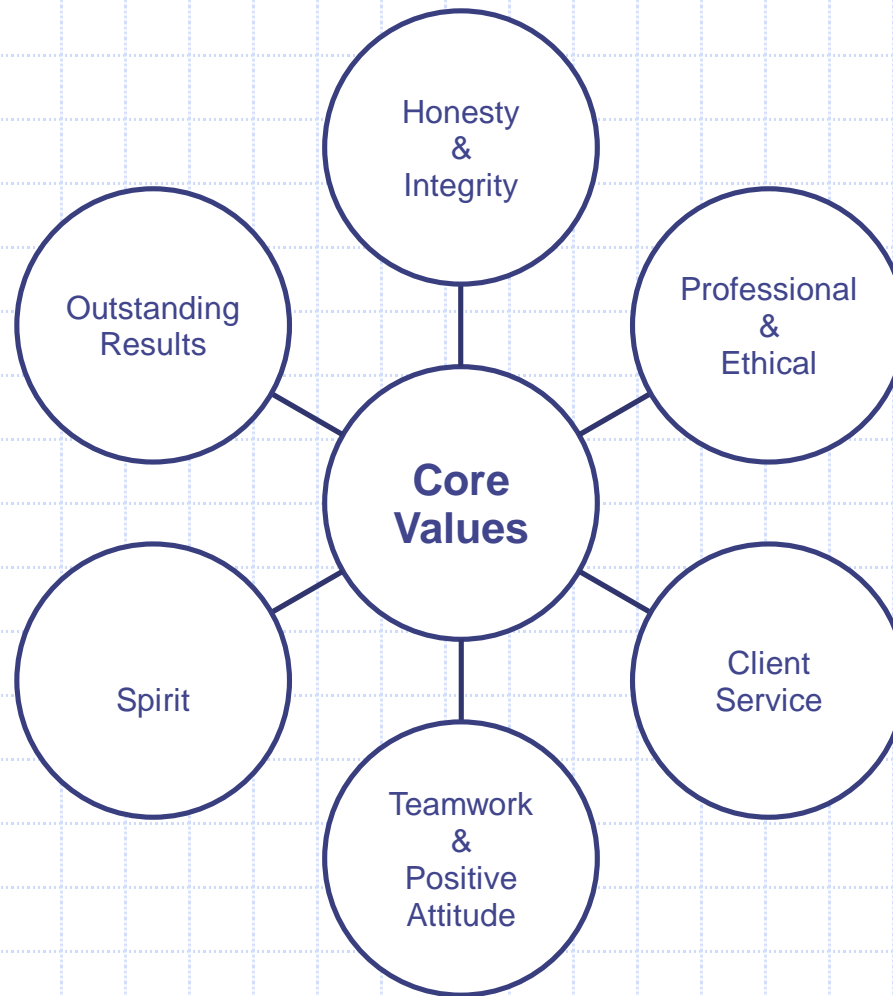 Honesty
&
Integrity
Outstanding
Results
Professional
&
Ethical
Core
Values
Spirit
Client
Service
Teamwork
&
Positive
Attitude